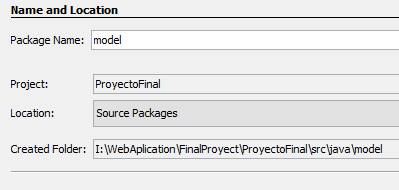 Name and Location
Package Name: model
Project: ProyectoFinal
Location: Source Packages
Created Folder: I:\WebAplication\FinalProyect\ProyectoFinal\src\java\model